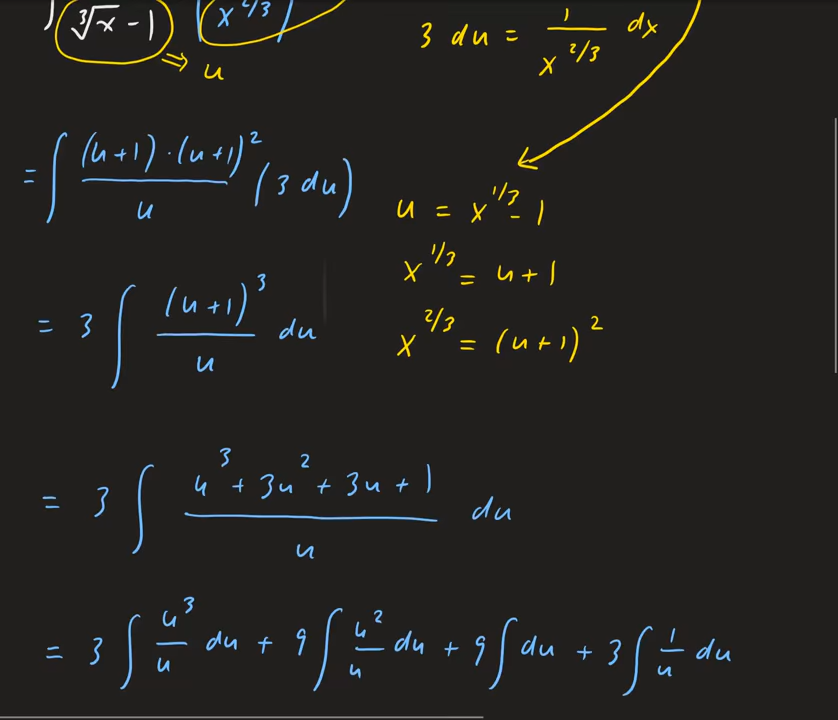 ∛x - 1
x^(2/3)
⇒ u
3 du = 1 / x^(2/3) dx
= ∫ (u+1)·(u+1)^2 / u (3 du)
u = x^(1/3) - 1
x^(1/3) = u + 1
= 3 ∫ (u+1)^3 / u du
x^(2/3) = (u+1)^2
= 3 ∫ (u^3 + 3u^2 + 3u + 1) / u du
= 3 ∫ u^3/u du + 9 ∫ u^2/u du + 9 ∫ du + 3 ∫ 1/u du